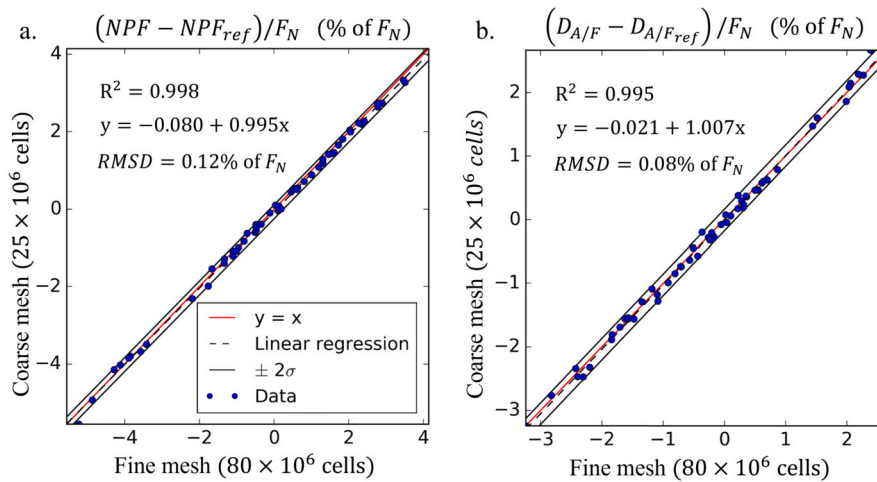 a. (NPF − NPF_ref)/F_N (% of F_N)
R² = 0.998
y = −0.080 + 0.995x
RMSD = 0.12% of F_N
Coarse mesh (25 × 10⁶ cells)
4
2
0
−2
−4
y = x
Linear regression
± 2σ
Data
−4 −2 0 2 4
Fine mesh (80 × 10⁶ cells)
b. (D_A/F − D_A/F_ref)/F_N (% of F_N)
R² = 0.995
y = −0.021 + 1.007x
RMSD = 0.08% of F_N
Coarse mesh (25 × 10⁶ cells)
2
1
0
−1
−2
−3
−3 −2 −1 0 1 2
Fine mesh (80 × 10⁶ cells)